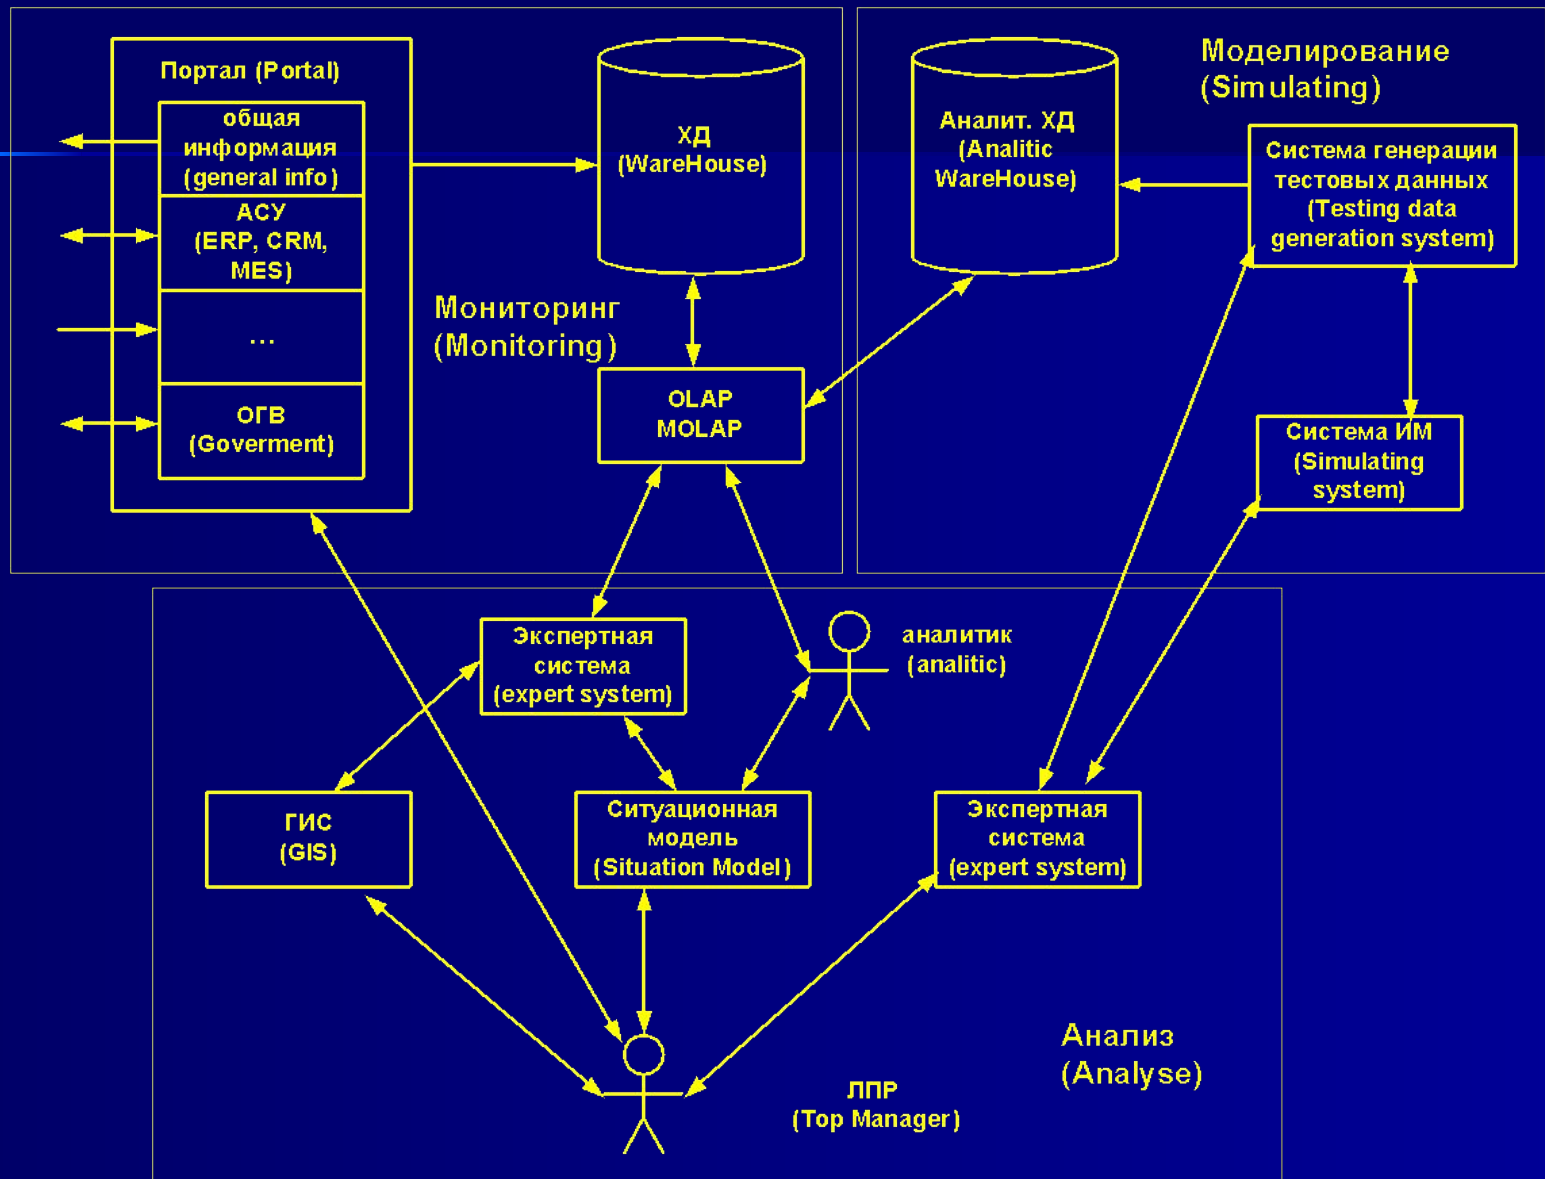 Портал (Portal)
общая
информация
(general info)
АСУ
(ERP, CRM,
MES)
...
ОГВ
(Goverment)
ХД
(WareHouse)
Мониторинг
(Monitoring)
OLAP
MOLAP
Аналит. ХД
(Analitic
WareHouse)
Моделирование
(Simulating)
Система генерации
тестовых данных
(Testing data
generation system)
Система ИМ
(Simulating
system)
Экспертная
система
(expert system)
аналитик
(analitic)
ГИС
(GIS)
Ситуационная
модель
(Situation Model)
Экспертная
система
(expert system)
Анализ
(Analyse)
ЛПР
(Top Manager)